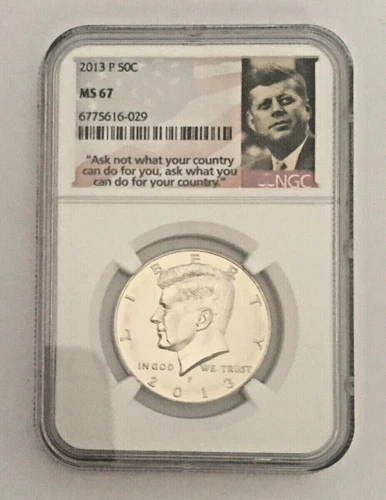 2013 P 50C
MS 67
6775616-029
"Ask not what your country
can do for you, ask what you
can do for your country."
NGC
LIBERTY
IN GOD WE TRUST
P
2013